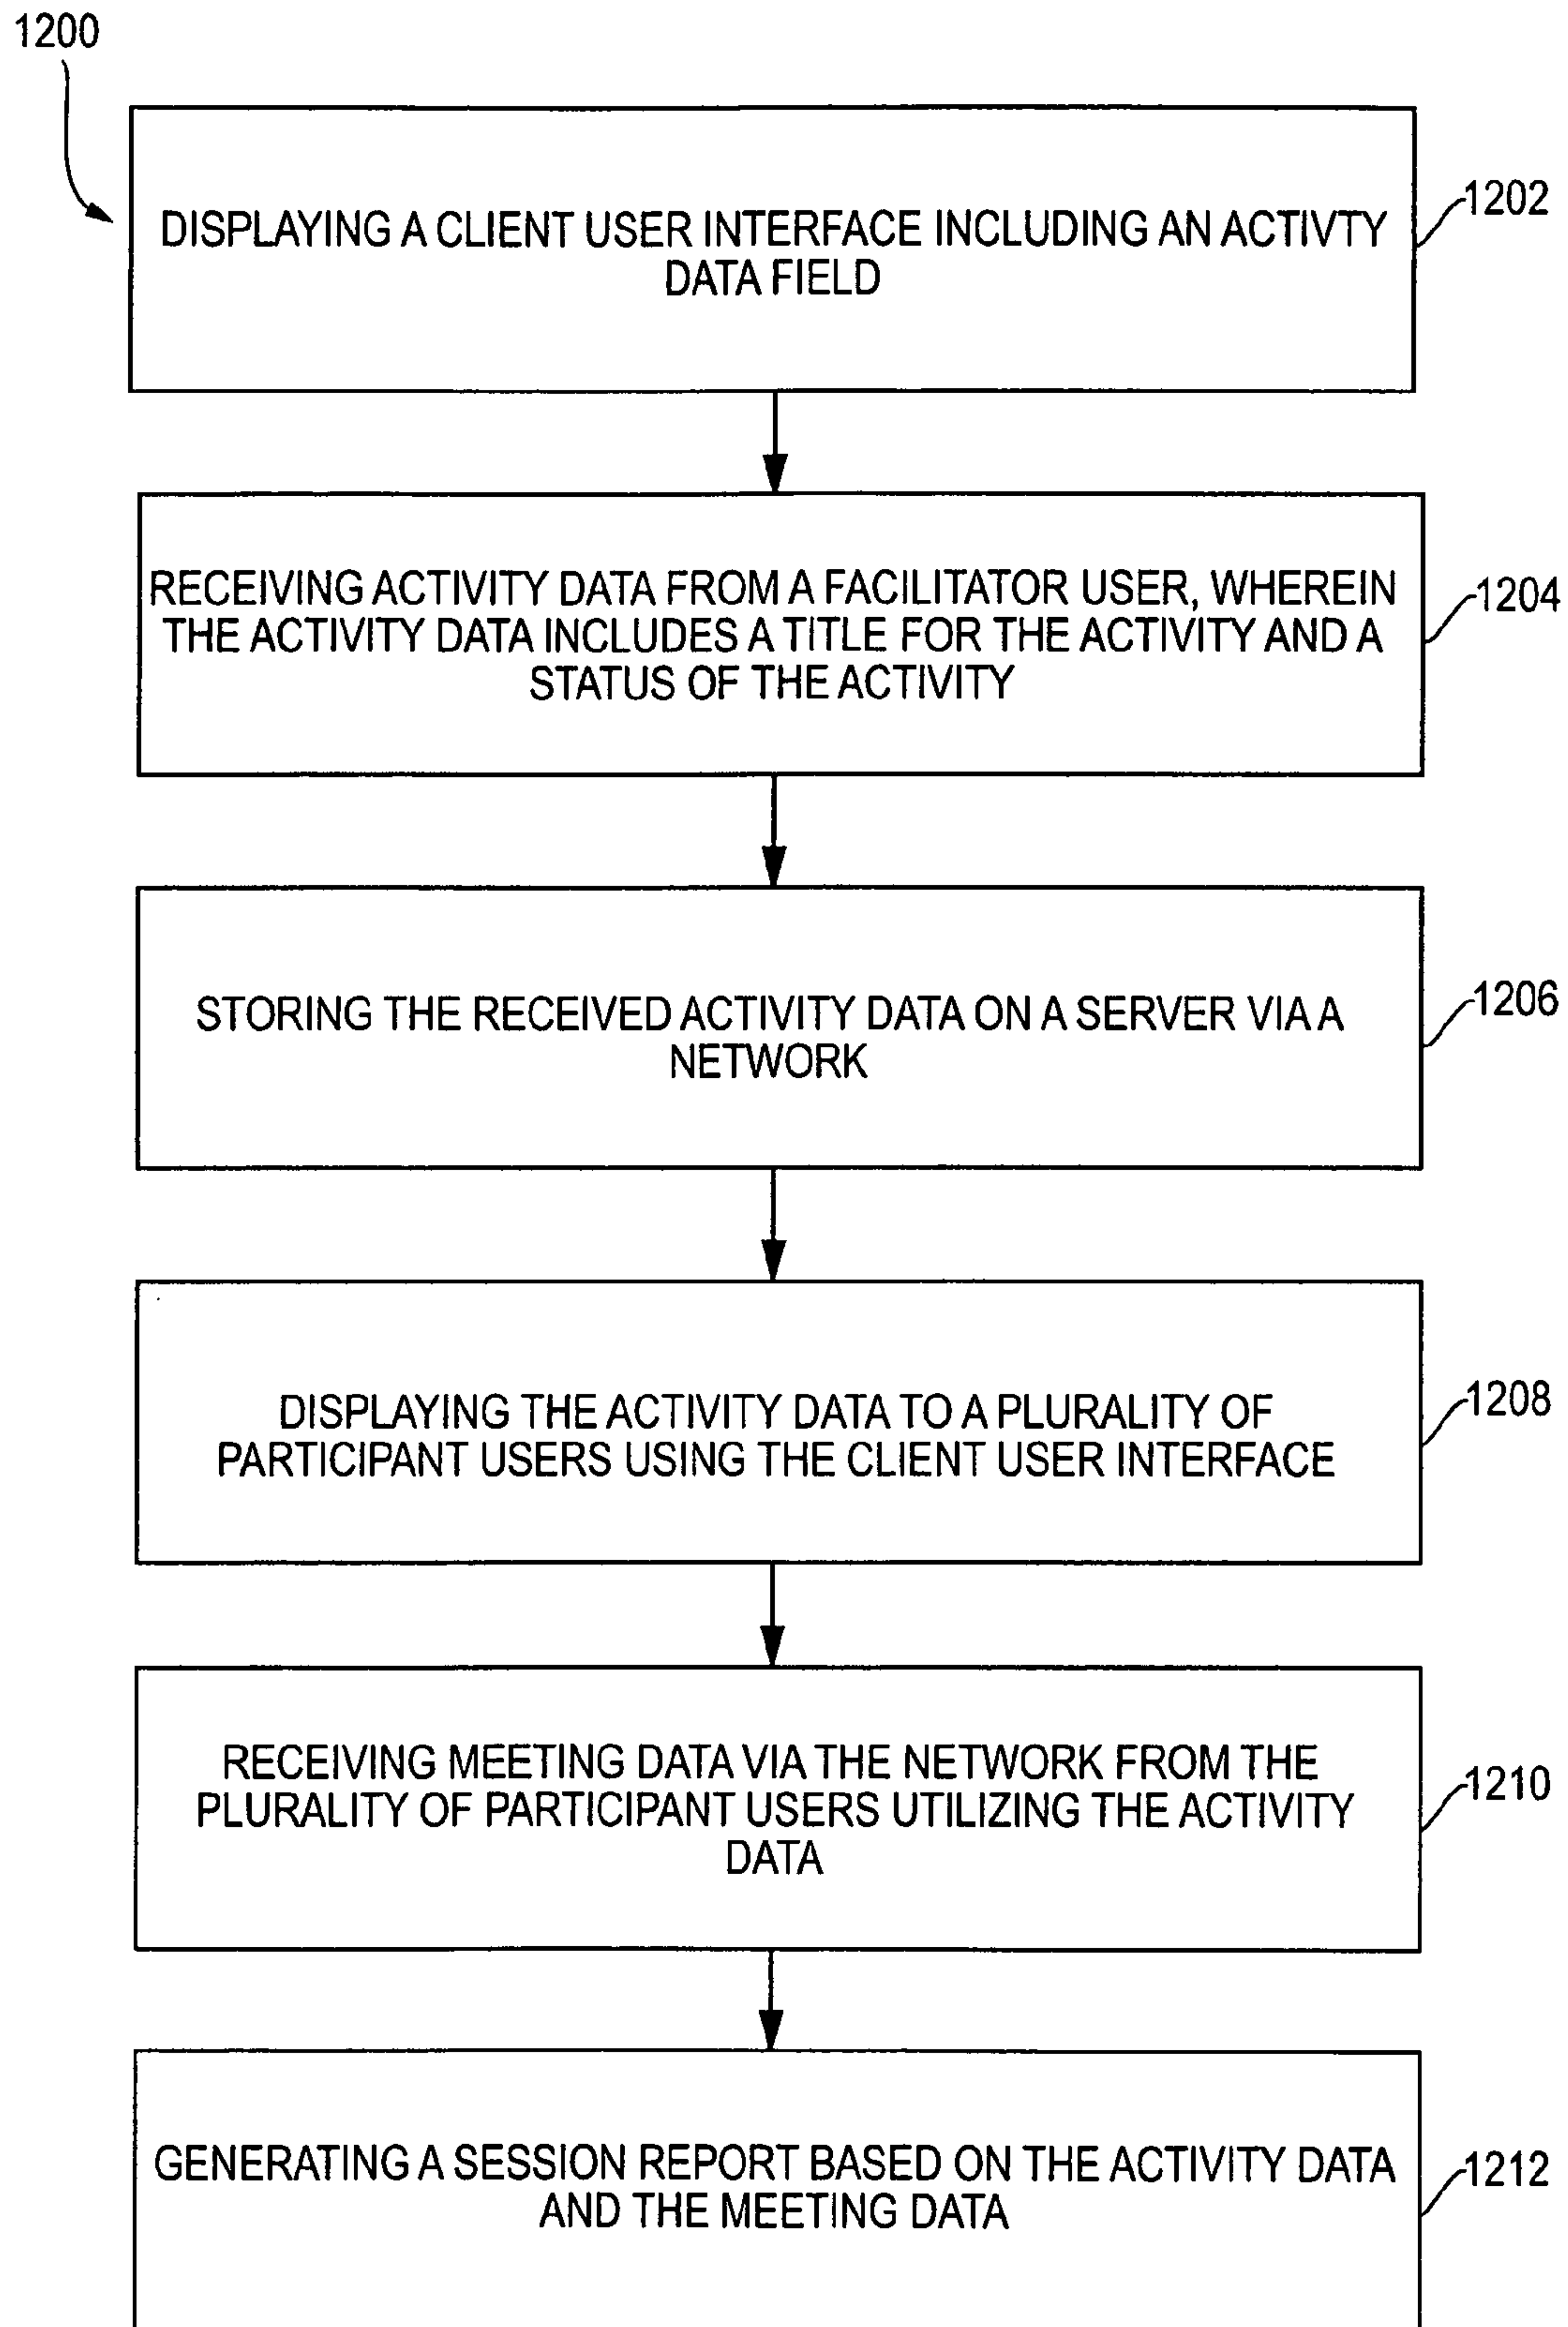 1200
DISPLAYING A CLIENT USER INTERFACE INCLUDING AN ACTIVTY
DATA FIELD
1202
RECEIVING ACTIVITY DATA FROM A FACILITATOR USER, WHEREIN
THE ACTIVITY DATA INCLUDES A TITLE FOR THE ACTIVITY AND A
STATUS OF THE ACTIVITY
1204
STORING THE RECEIVED ACTIVITY DATA ON A SERVER VIA A
NETWORK
1206
DISPLAYING THE ACTIVITY DATA TO A PLURALITY OF
PARTICIPANT USERS USING THE CLIENT USER INTERFACE
1208
RECEIVING MEETING DATA VIA THE NETWORK FROM THE
PLURALITY OF PARTICIPANT USERS UTILIZING THE ACTIVITY
DATA
1210
GENERATING A SESSION REPORT BASED ON THE ACTIVITY DATA
AND THE MEETING DATA
1212